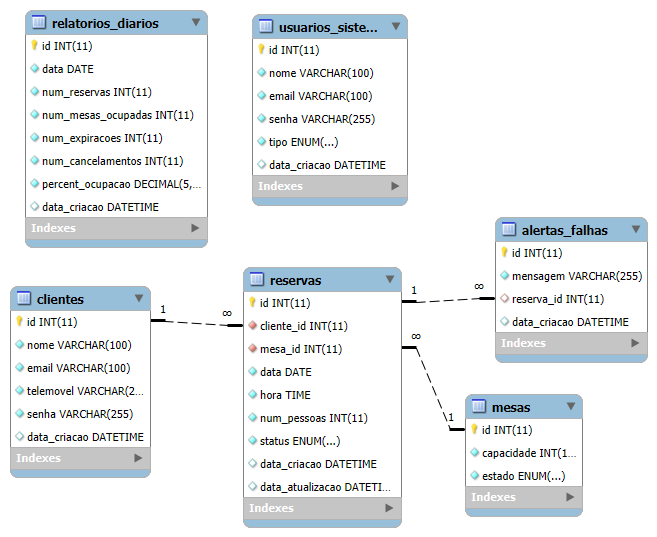 relatorios_diarios
id INT(11)
data DATE
num_reservas INT(11)
num_mesas_ocupadas INT(11)
num_expiracoes INT(11)
num_cancelamentos INT(11)
percent_ocupacao DECIMAL(5,...
data_criacao DATETIME
Indexes
usuarios_siste...
id INT(11)
nome VARCHAR(100)
email VARCHAR(100)
senha VARCHAR(255)
tipo ENUM(...)
data_criacao DATETIME
Indexes
alertas_falhas
id INT(11)
mensagem VARCHAR(255)
reserva_id INT(11)
data_criacao DATETIME
Indexes
clientes
id INT(11)
nome VARCHAR(100)
email VARCHAR(100)
telemovel VARCHAR(2...
senha VARCHAR(255)
data_criacao DATETIME
Indexes
1
∞
reservas
id INT(11)
cliente_id INT(11)
mesa_id INT(11)
data DATE
hora TIME
num_pessoas INT(11)
status ENUM(...)
data_criacao DATETIME
data_atualizacao DATETI...
Indexes
1
∞
∞
1
mesas
id INT(11)
capacidade INT(1...
estado ENUM(...)
Indexes